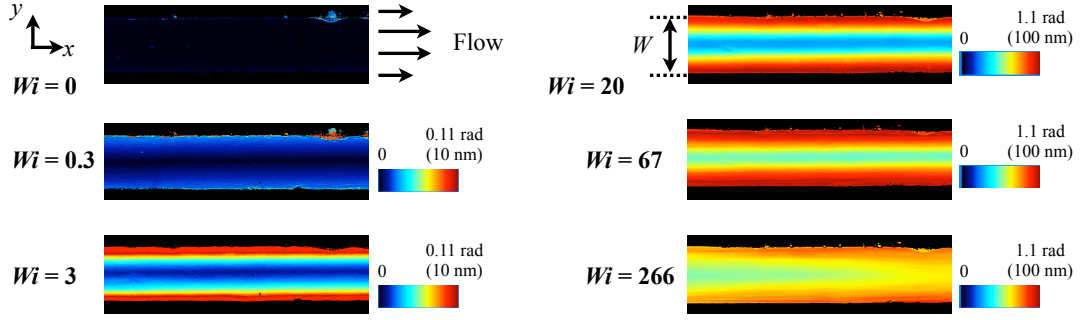 y
x
Flow
Wi = 0
Wi = 0.3
0.11 rad
0 (10 nm)
Wi = 3
0.11 rad
0 (10 nm)
W
Wi = 20
1.1 rad
0 (100 nm)
Wi = 67
1.1 rad
0 (100 nm)
Wi = 266
1.1 rad
0 (100 nm)